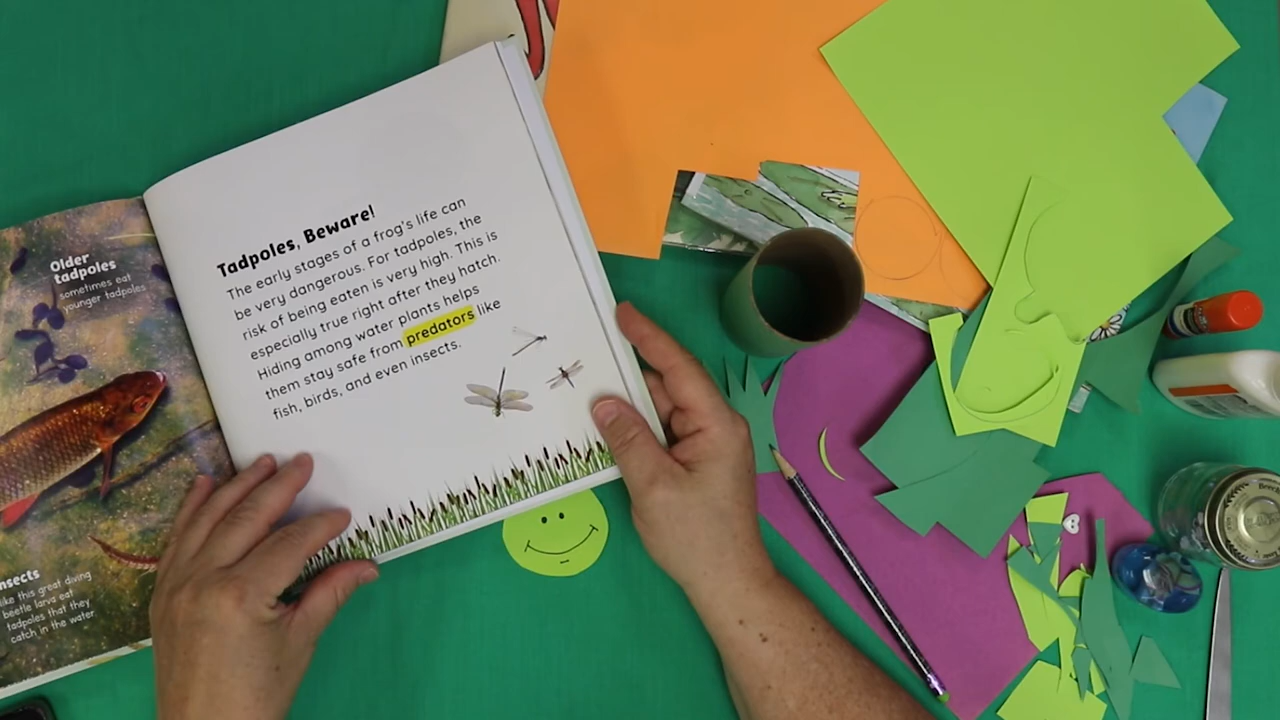 Older
tadpoles
sometimes eat
younger tadpoles
nsects
like this great diving
beetle larva eat
tadpoles that they
catch in the water.
Tadpoles, Beware!
The early stages of a frog's life can
be very dangerous. For tadpoles, the
risk of being eaten is very high. This is
especially true right after they hatch.
Hiding among water plants helps
them stay safe from predators like
fish, birds, and even insects.